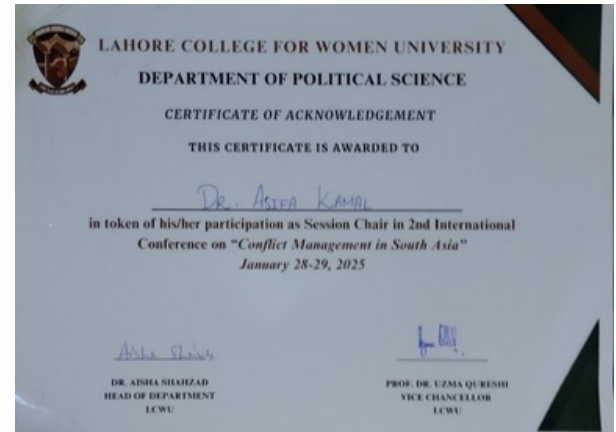 LAHORE COLLEGE FOR WOMEN UNIVERSITY
DEPARTMENT OF POLITICAL SCIENCE
CERTIFICATE OF ACKNOWLEDGEMENT
THIS CERTIFICATE IS AWARDED TO
DR. ASIFA KAMAL
in token of his/her participation as Session Chair in 2nd International
Conference on "Conflict Management in South Asia"
January 28-29, 2025
DR. AISHA SHAHZAD
HEAD OF DEPARTMENT
LCWU
PROF. DR. UZMA QURESHI
VICE CHANCELLOR
LCWU